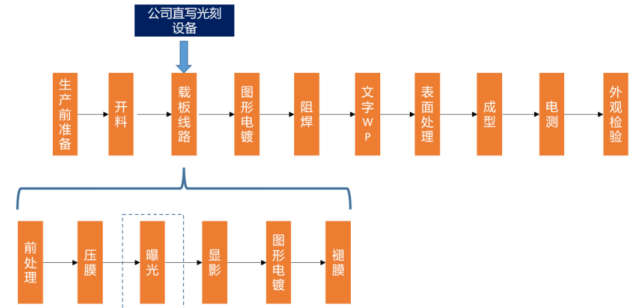 公司直写光刻
设备
生产前准备
开料
载板线路
图形电镀
阻焊
文字WP
表面处理
成型
电测
外观检验
前处理
压膜
曝光
显影
图形电镀
褪膜